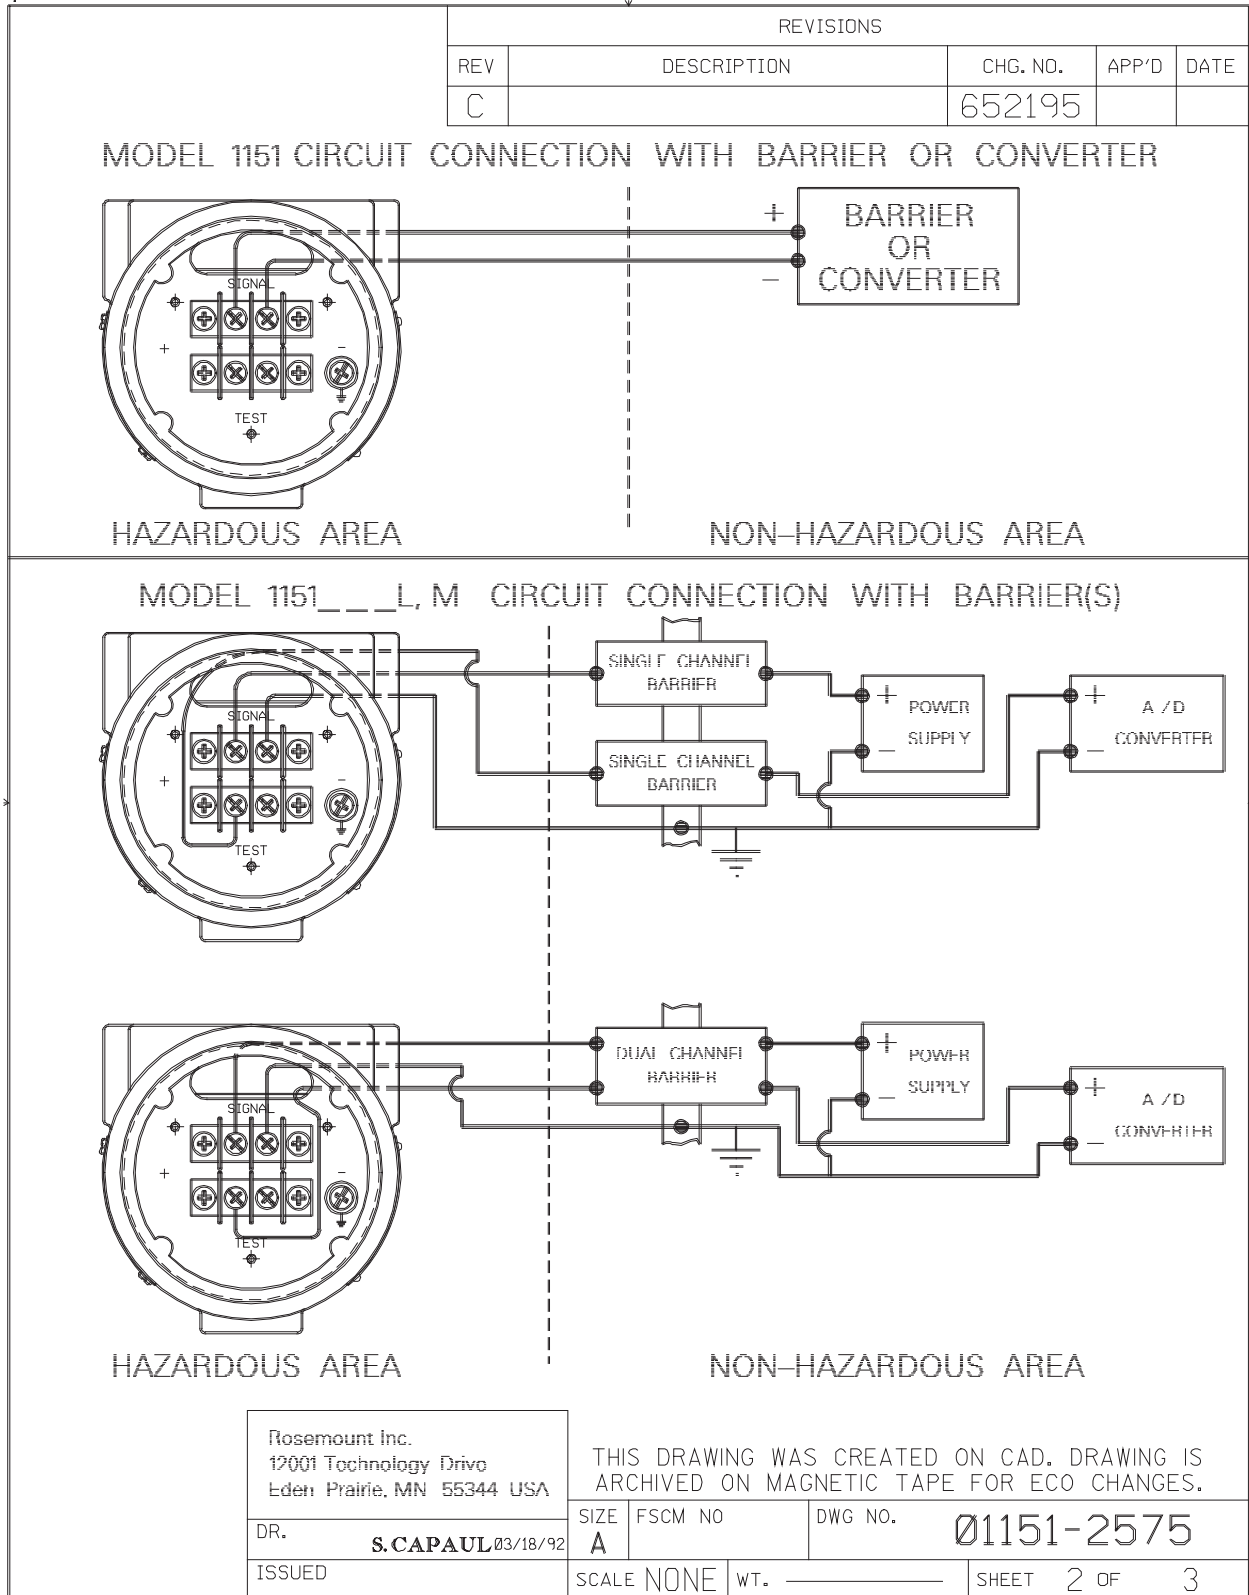 REVISIONS
REV DESCRIPTION CHG. NO. APP'D DATE
C 652195
MODEL 1151 CIRCUIT CONNECTION WITH BARRIER OR CONVERTER
+ BARRIER
OR
− CONVERTER
SIGNAL
+ −
TEST
HAZARDOUS AREA NON-HAZARDOUS AREA
MODEL 1151___L, M CIRCUIT CONNECTION WITH BARRIER(S)
SINGLE CHANNEL
BARRIER
+ POWER
− SUPPLY
+ A/D
− CONVERTER
SINGLE CHANNEL
BARRIER
SIGNAL
+ −
TEST
DUAL CHANNEL
BARRIER
+ POWER
− SUPPLY
+ A/D
− CONVERTER
SIGNAL
+ −
TEST
HAZARDOUS AREA NON-HAZARDOUS AREA
Rosemount Inc.
12001 Technology Drive
Eden Prairie, MN 55344 USA
THIS DRAWING WAS CREATED ON CAD. DRAWING IS
ARCHIVED ON MAGNETIC TAPE FOR ECO CHANGES.
DR. S.CAPAUL Ø3/18/92
SIZE A FSCM NO DWG NO. Ø1151-2575
ISSUED
SCALE NONE WT. SHEET 2 OF 3